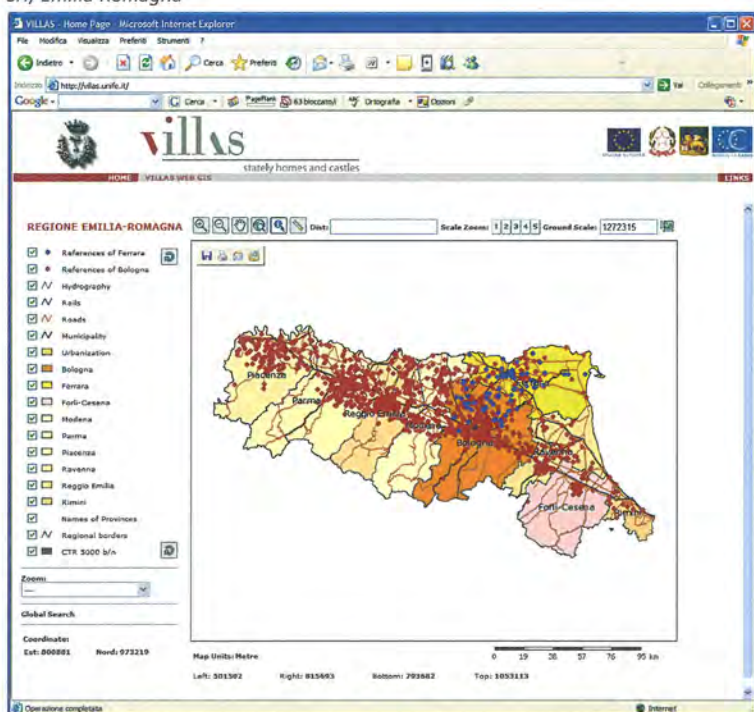 VILLAS - Home Page - Microsoft Internet Explorer
File Modifica Visualizza Preferiti Strumenti ?
Indietro Cerca Preferiti
Indirizzo http://villas.unife.it/ Vai Collegamenti
Google Cerca PageRank 63 bloccato/i Ortografia Opzioni
villas
stately homes and castles
HOME VILLAS WEB GIS LINKS
REGIONE EMILIA-ROMAGNA Dist: Scale Zoom: 1 2 3 4 5 Ground Scale: 1272315
References of Ferrara
References of Bologna
Hydrography
Rails
Roads
Municipality
Urbanization
Bologna
Ferrara
Forlì-Cesena
Modena
Parma
Piacenza
Ravenna
Reggio Emilia
Rimini
Names of Provinces
Regional borders
CTR 5000 b/n
Piacenza
Parma
Reggio Emilia
Modena
Bologna
Ferrara
Ravenna
Forlì-Cesena
Rimini
Zoom:
---
Global Search
Coordinate:
Est: 800881 Nord: 973219
Map Units: Metre
0 19 38 57 76 95 km
Left: 501502 Right: 815693 Bottom: 793682 Top: 1053113
Operazione completata Internet